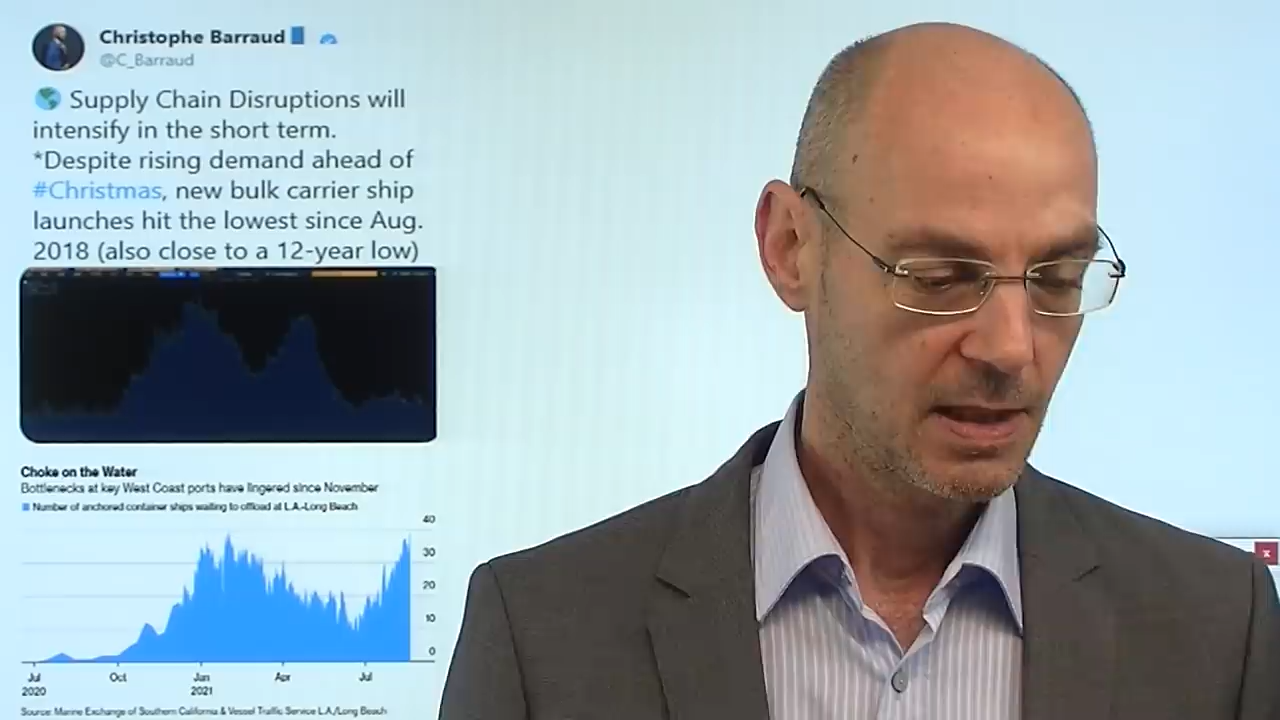 Christophe Barraud
@C_Barraud
Supply Chain Disruptions will
intensify in the short term.
*Despite rising demand ahead of
#Christmas, new bulk carrier ship
launches hit the lowest since Aug.
2018 (also close to a 12-year low)
Choke on the Water
Bottlenecks at key West Coast ports have lingered since November
Number of anchored container ships waiting to offload at L.A.-Long Beach
40
30
20
10
0
Jul Oct Jan Apr Jul
2020 2021
Source: Marine Exchange of Southern California & Vessel Traffic Service L.A./Long Beach
x